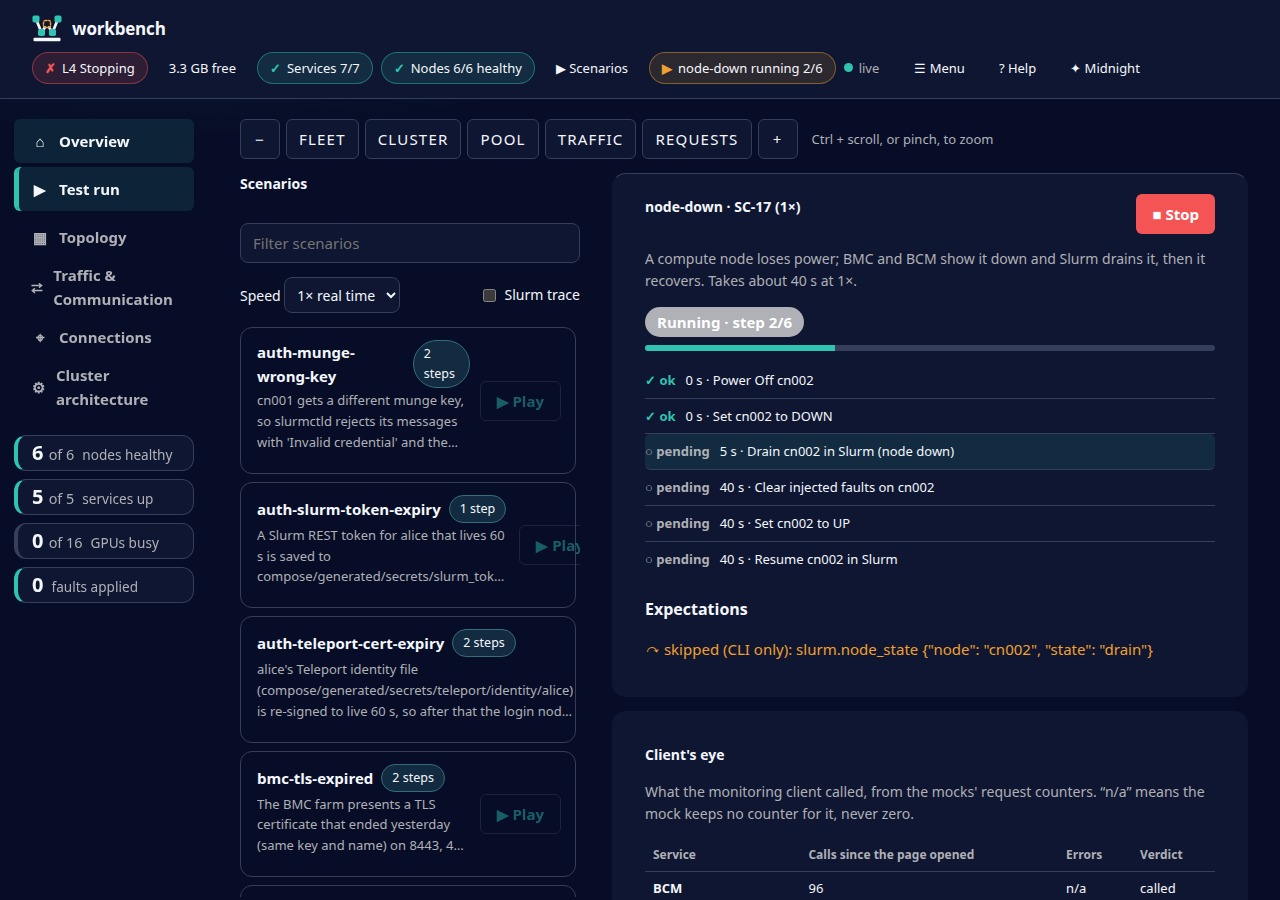 workbench
✗ L4 Stopping
3.3 GB free
✓ Services 7/7
✓ Nodes 6/6 healthy
▶ Scenarios
▶ node-down running 2/6
live
☰ Menu
? Help
✦ Midnight
Overview
Test run
Topology
Traffic &
Communication
Connections
Cluster
architecture
6 of 6 nodes healthy
5 of 5 services up
0 of 16 GPUs busy
0 faults applied
− FLEET CLUSTER POOL TRAFFIC REQUESTS + Ctrl + scroll, or pinch, to zoom
Scenarios
Filter scenarios
Speed 1× real time Slurm trace
auth-munge-
wrong-key
2
steps
cn001 gets a different munge key,
so slurmctld rejects its messages
with 'Invalid credential' and the...
▶ Play
auth-slurm-token-expiry 1 step
A Slurm REST token for alice that lives 60
s is saved to
compose/generated/secrets/slurm_tok...
▶ Play
auth-teleport-cert-expiry 2 steps
alice's Teleport identity file
(compose/generated/secrets/teleport/identity/alice)
is re-signed to live 60 s, so after that the login nod...
bmc-tls-expired 2 steps
The BMC farm presents a TLS
certificate that ended yesterday
(same key and name) on 8443, 4...
▶ Play
node-down · SC-17 (1×)
■ Stop
A compute node loses power; BMC and BCM show it down and Slurm drains it, then it
recovers. Takes about 40 s at 1×.
Running · step 2/6
✓ ok 0 s · Power Off cn002
✓ ok 0 s · Set cn002 to DOWN
○ pending 5 s · Drain cn002 in Slurm (node down)
○ pending 40 s · Clear injected faults on cn002
○ pending 40 s · Set cn002 to UP
○ pending 40 s · Resume cn002 in Slurm
Expectations
↷ skipped (CLI only): slurm.node_state {"node": "cn002", "state": "drain"}
Client's eye
What the monitoring client called, from the mocks' request counters. “n/a” means the
mock keeps no counter for it, never zero.
Service Calls since the page opened Errors Verdict
BCM 96 n/a called